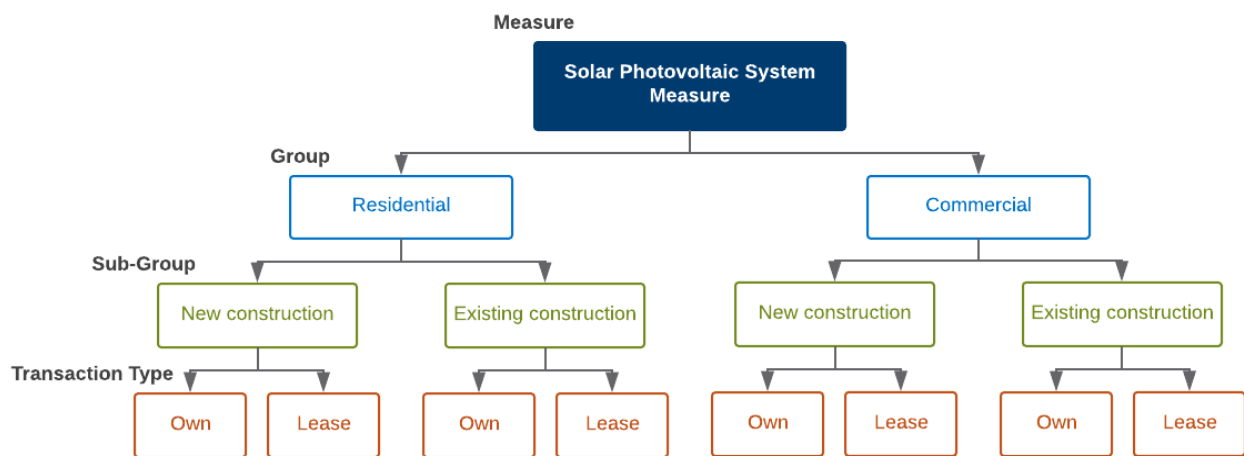 Measure
Solar Photovoltaic System
Measure
Group
Residential
Commercial
Sub-Group
New construction
Existing construction
New construction
Existing construction
Transaction Type
Own
Lease
Own
Lease
Own
Lease
Own
Lease